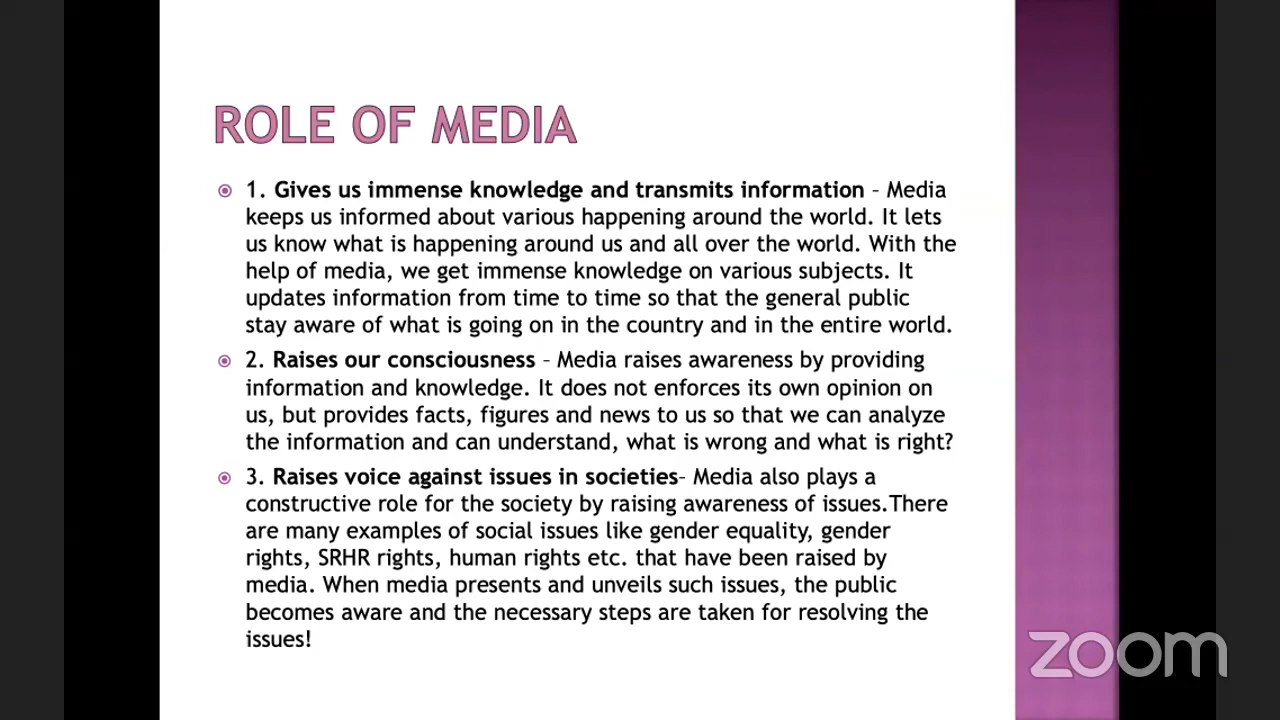 ROLE OF MEDIA
1. Gives us immense knowledge and transmits information – Media
keeps us informed about various happening around the world. It lets
us know what is happening around us and all over the world. With the
help of media, we get immense knowledge on various subjects. It
updates information from time to time so that the general public
stay aware of what is going on in the country and in the entire world.
2. Raises our consciousness – Media raises awareness by providing
information and knowledge. It does not enforces its own opinion on
us, but provides facts, figures and news to us so that we can analyze
the information and can understand, what is wrong and what is right?
3. Raises voice against issues in societies– Media also plays a
constructive role for the society by raising awareness of issues.There
are many examples of social issues like gender equality, gender
rights, SRHR rights, human rights etc. that have been raised by
media. When media presents and unveils such issues, the public
becomes aware and the necessary steps are taken for resolving the
issues!
zoom